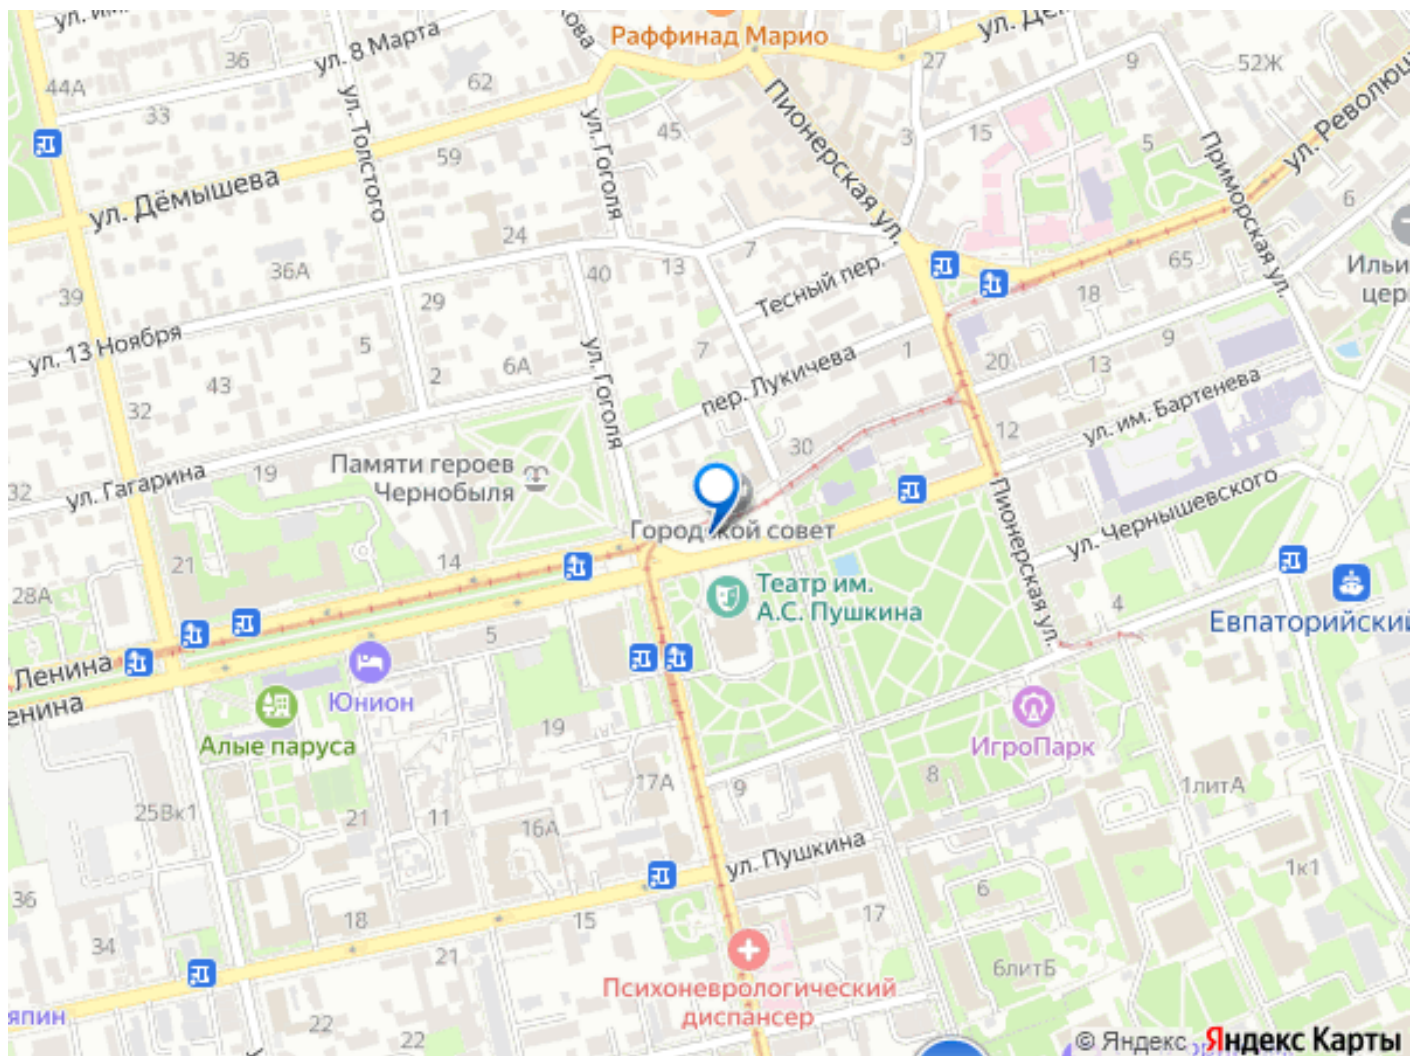 Раффинад Марио
36
ул. 8 Марта
44А
33
62
27
9
52Ж
45
3
15
5
ул. Толстого
59
ул. Гоголя
Пионерская ул.
Приморская ул.
ул. Дёмышева
6
24
7
36А
13
40
Тесный пер.
65
39
29
18
ул. 13 Ноября
5
7
1
9
6А
20
13
43
2
пер. Лукичева
ул. Гоголя
32
ул. им. Бартенева
30
12
Памяти героев
Чернобыля
19
ул. Гагарина
32
Городской совет
ул. Чернышевского
Пионерская ул.
21
14
28А
Театр им.
А.С. Пушкина
4
Евпаторийский
5
Ленина
Юнион
19
Алые паруса
ИгроПарк
17А
9
8
1литА
25Вк1
21
11
16А
ул. Пушкина
1к1
36
6
18
15
17
34
21
6литБ
Психоневрологический
диспансер
22
22
© Яндекс Яндекс Карты